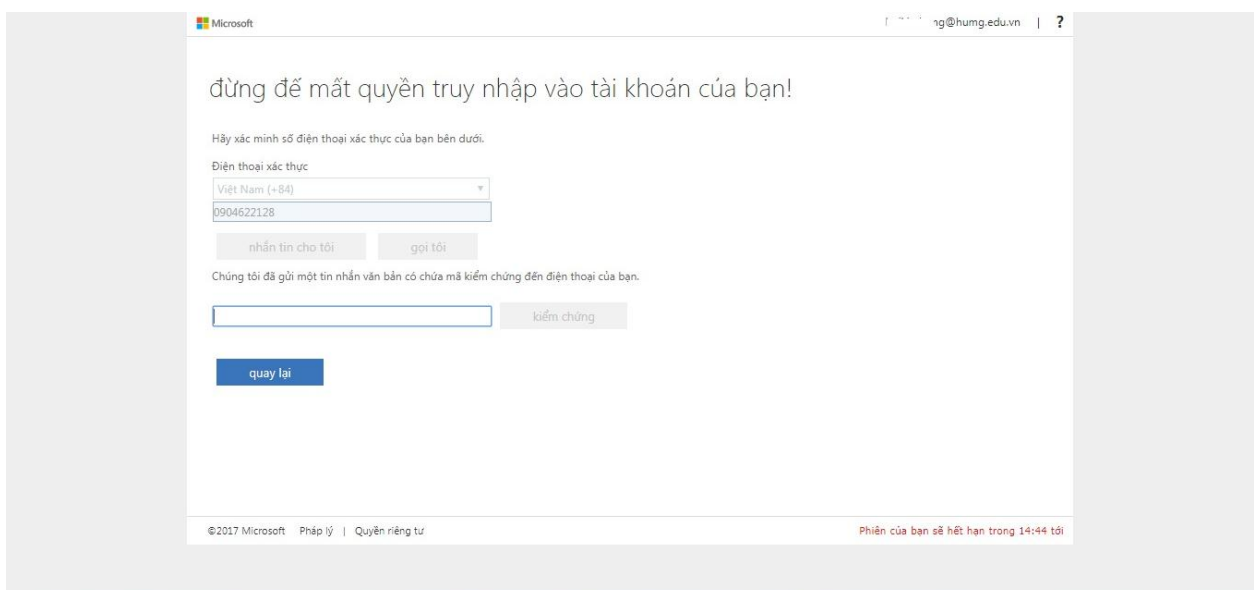 Microsoft
ng@humg.edu.vn | ?
đừng để mất quyền truy nhập vào tài khoản của bạn!
Hãy xác minh số điện thoại xác thực của bạn bên dưới.
Điện thoại xác thực
Việt Nam (+84)
0904622128
nhắn tin cho tôi gọi tôi
Chúng tôi đã gửi một tin nhắn văn bản có chứa mã kiểm chứng đến điện thoại của bạn.
kiểm chứng
quay lại
©2017 Microsoft Pháp lý | Quyền riêng tư
Phiên của bạn sẽ hết hạn trong 14:44 tới